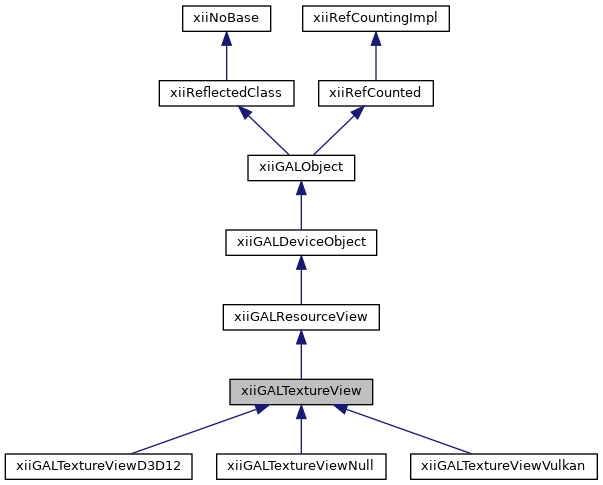 xiiNoBase
xiiRefCountingImpl
xiiReflectedClass
xiiRefCounted
xiiGALObject
xiiGALDeviceObject
xiiGALResourceView
xiiGALTextureView
xiiGALTextureViewD3D12
xiiGALTextureViewNull
xiiGALTextureViewVulkan